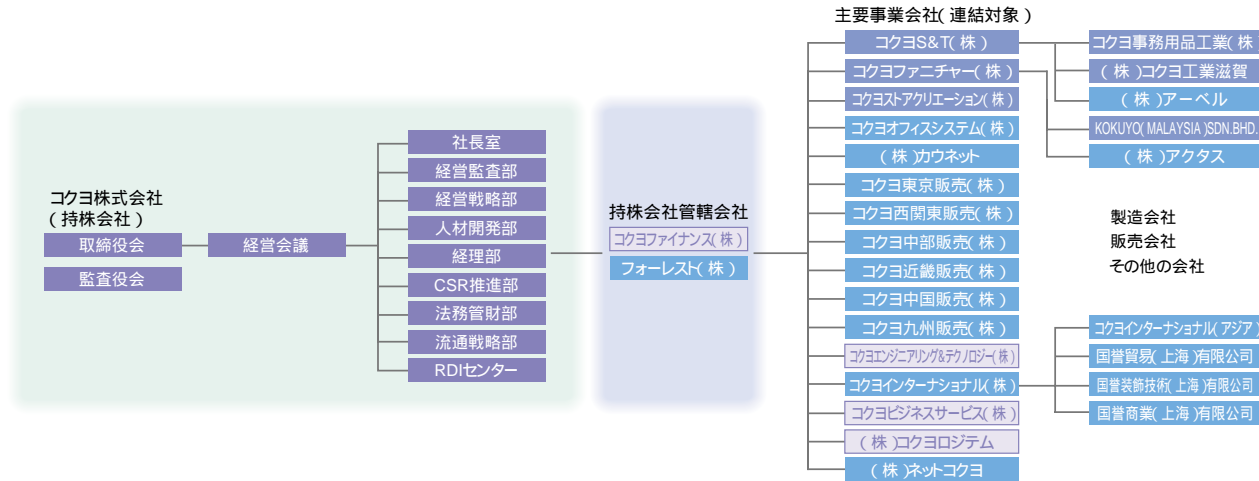 コクヨ株式会社
(持株会社)
取締役会
監査役会
経営会議
社長室
経営監査部
経営戦略部
人材開発部
経理部
CSR推進部
法務管財部
流通戦略部
RDIセンター
持株会社管轄会社
コクヨファイナンス(株)
フォーレスト(株)
主要事業会社(連結対象)
コクヨS&T(株)
コクヨファニチャー(株)
コクヨストアクリエーション(株)
コクヨオフィスシステム(株)
(株)カウネット
コクヨ東京販売(株)
コクヨ西関東販売(株)
コクヨ中部販売(株)
コクヨ近畿販売(株)
コクヨ中国販売(株)
コクヨ九州販売(株)
コクヨエンジニアリング&テクノロジー(株)
コクヨインターナショナル(株)
コクヨビジネスサービス(株)
(株)コクヨロジテム
(株)ネットコクヨ
コクヨ事務用品工業(株
(株)コクヨ工業滋賀
(株)アーベル
KOKUYO(MALAYSIA)SDN.BHD.
(株)アクタス
製造会社
販売会社
その他の会社
コクヨインターナショナル(アジア)
国誉貿易(上海)有限公司
国誉装飾技術(上海)有限公司
国誉商業(上海)有限公司